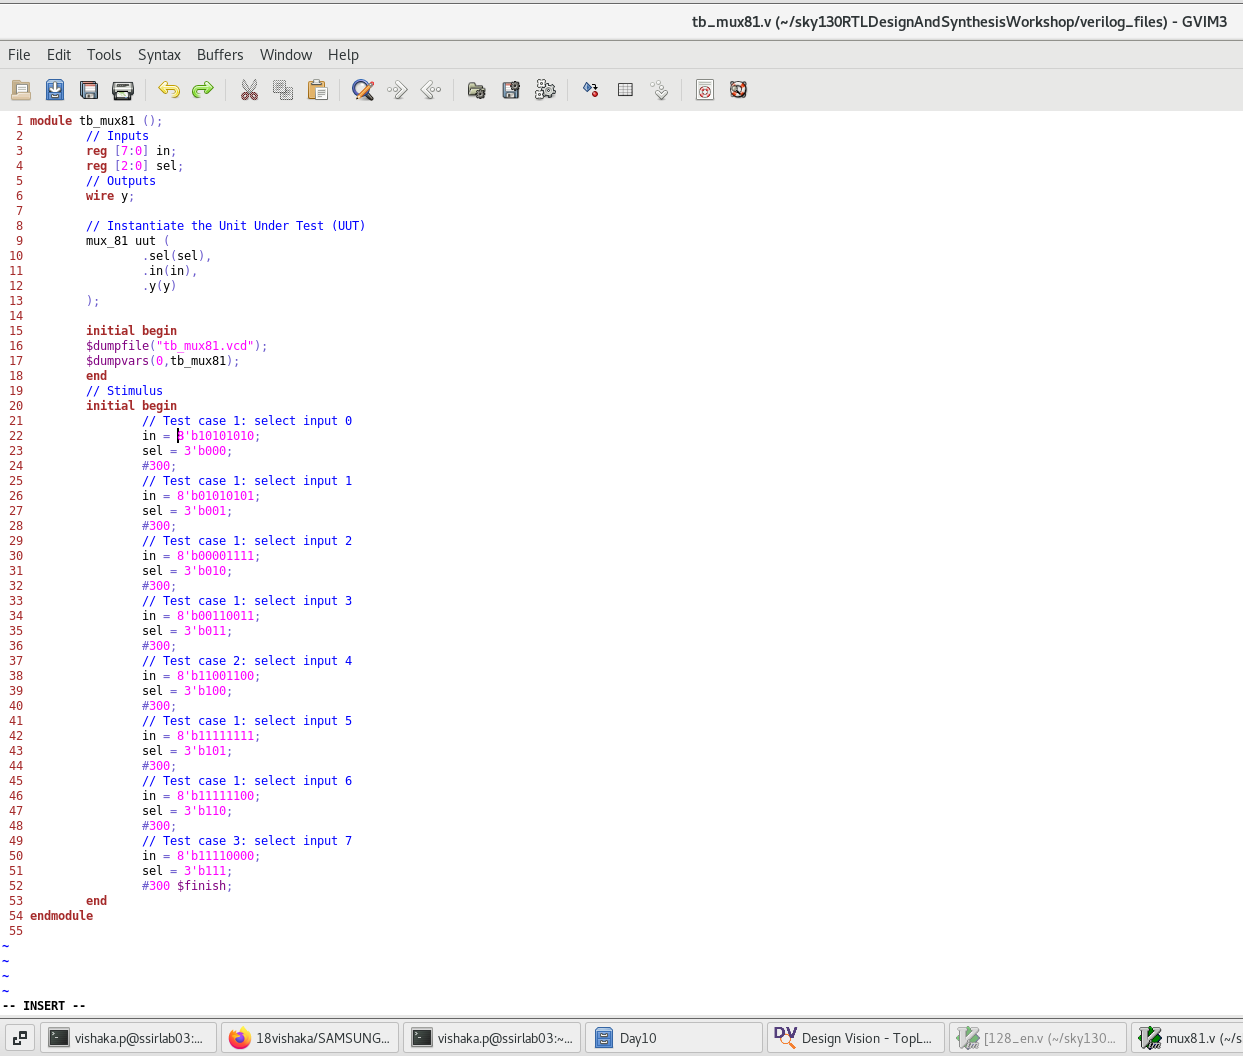 tb_mux81.v (~/sky130RTLDesignAndSynthesisWorkshop/verilog_files) - GVIM3
File Edit Tools Syntax Buffers Window Help
1 module tb_mux81 ();
2 // Inputs
3 reg [7:0] in;
4 reg [2:0] sel;
5 // Outputs
6 wire y;
7
8 // Instantiate the Unit Under Test (UUT)
9 mux_81 uut (
10 .sel(sel),
11 .in(in),
12 .y(y)
13 );
14
15 initial begin
16 $dumpfile("tb_mux81.vcd");
17 $dumpvars(0,tb_mux81);
18 end
19 // Stimulus
20 initial begin
21 // Test case 1: select input 0
22 in = 8'b10101010;
23 sel = 3'b000;
24 #300;
25 // Test case 1: select input 1
26 in = 8'b01010101;
27 sel = 3'b001;
28 #300;
29 // Test case 1: select input 2
30 in = 8'b00001111;
31 sel = 3'b010;
32 #300;
33 // Test case 1: select input 3
34 in = 8'b00110011;
35 sel = 3'b011;
36 #300;
37 // Test case 2: select input 4
38 in = 8'b11001100;
39 sel = 3'b100;
40 #300;
41 // Test case 1: select input 5
42 in = 8'b11111111;
43 sel = 3'b101;
44 #300;
45 // Test case 1: select input 6
46 in = 8'b11111100;
47 sel = 3'b110;
48 #300;
49 // Test case 3: select input 7
50 in = 8'b11110000;
51 sel = 3'b111;
52 #300 $finish;
53 end
54 endmodule
55
~
~
~
~
-- INSERT --
vishaka.p@ssirlab03:... 18vishaka/SAMSUNG... vishaka.p@ssirlab03:~... Day10 DV Design Vision - TopL... [128_en.v (~/sky130... mux81.v (~/s